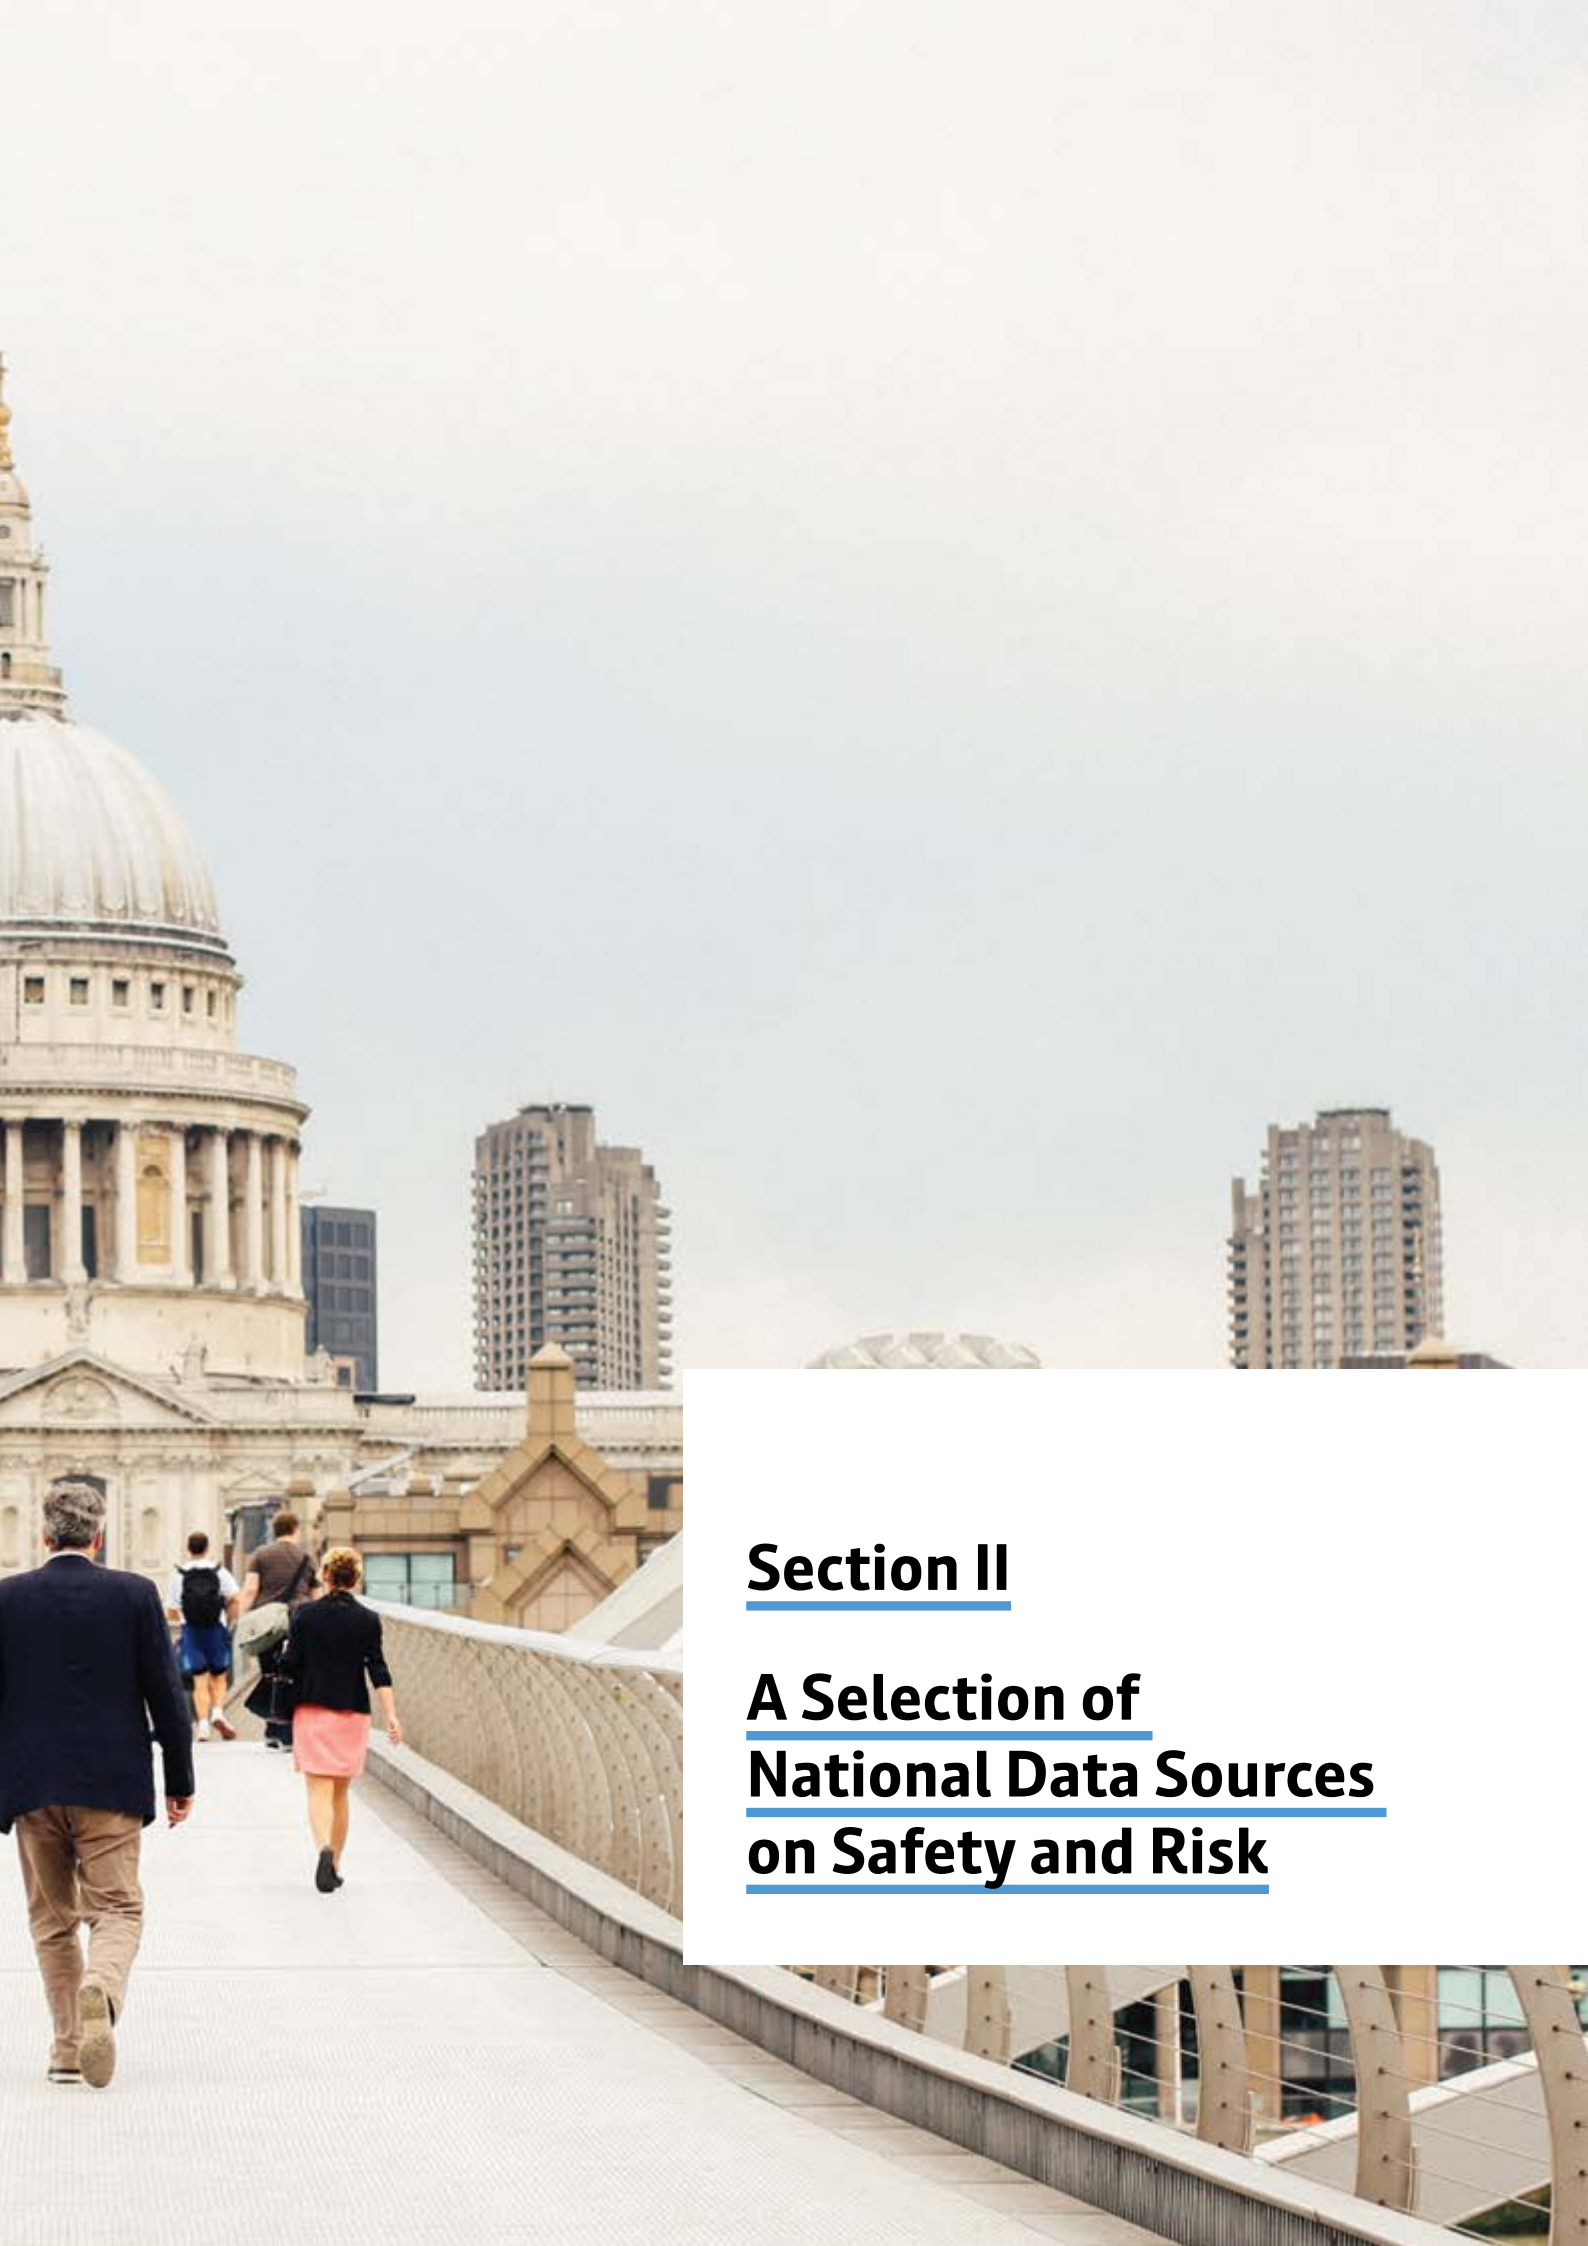 Section II
A Selection of
National Data Sources
on Safety and Risk